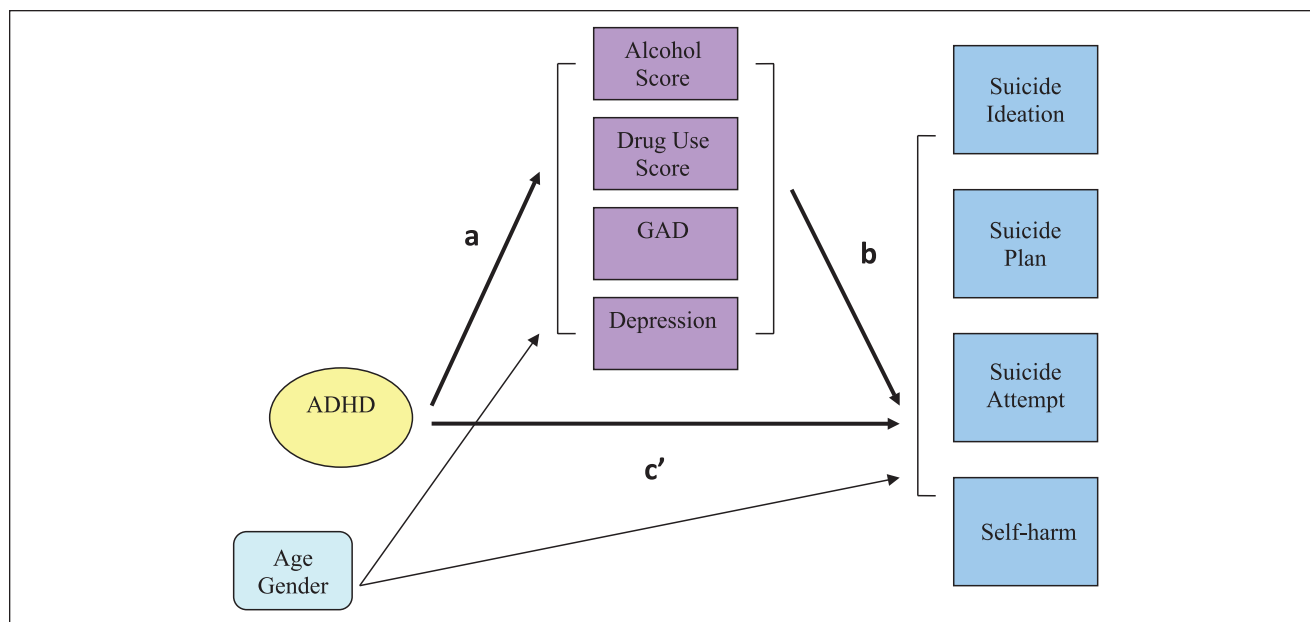 Alcohol
Score
Drug Use
Score
GAD
Depression
Suicide
Ideation
Suicide
Plan
Suicide
Attempt
Self-harm
a
b
ADHD
c’
Age
Gender